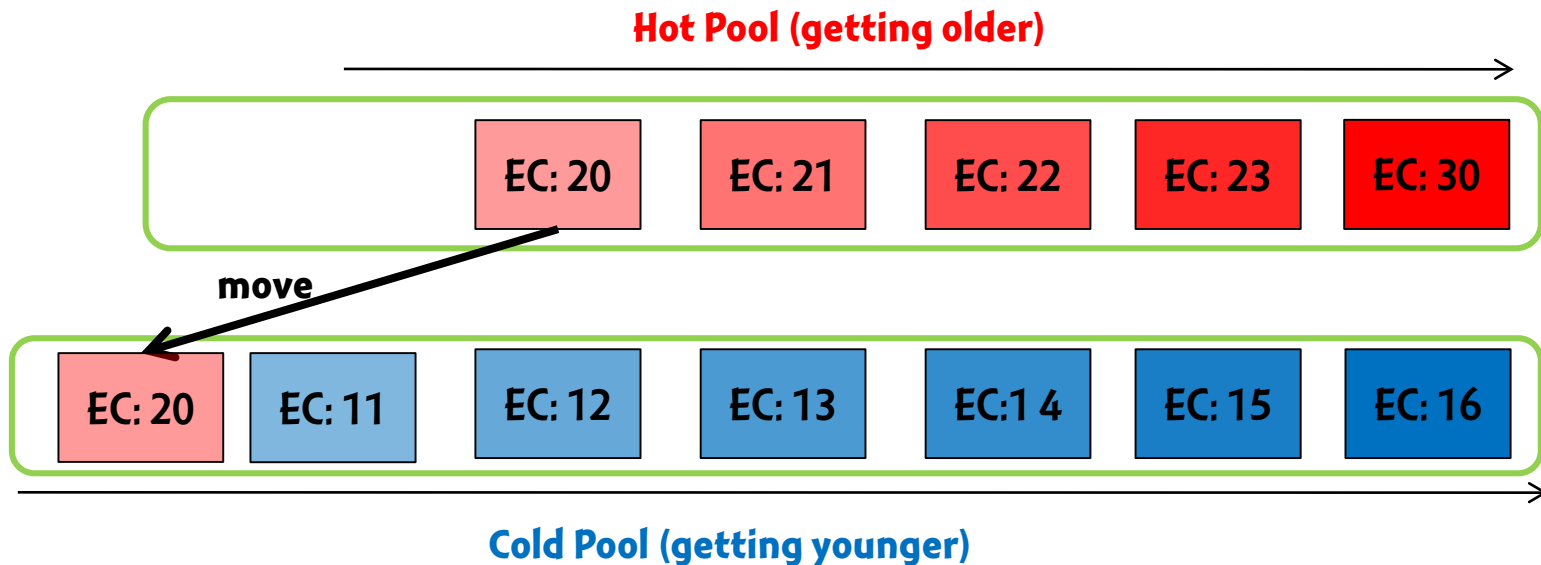 Hot Pool (getting older)
EC: 20 EC: 21 EC: 22 EC: 23 EC: 30
move
EC: 20 EC: 11 EC: 12 EC: 13 EC:1 4 EC: 15 EC: 16
Cold Pool (getting younger)